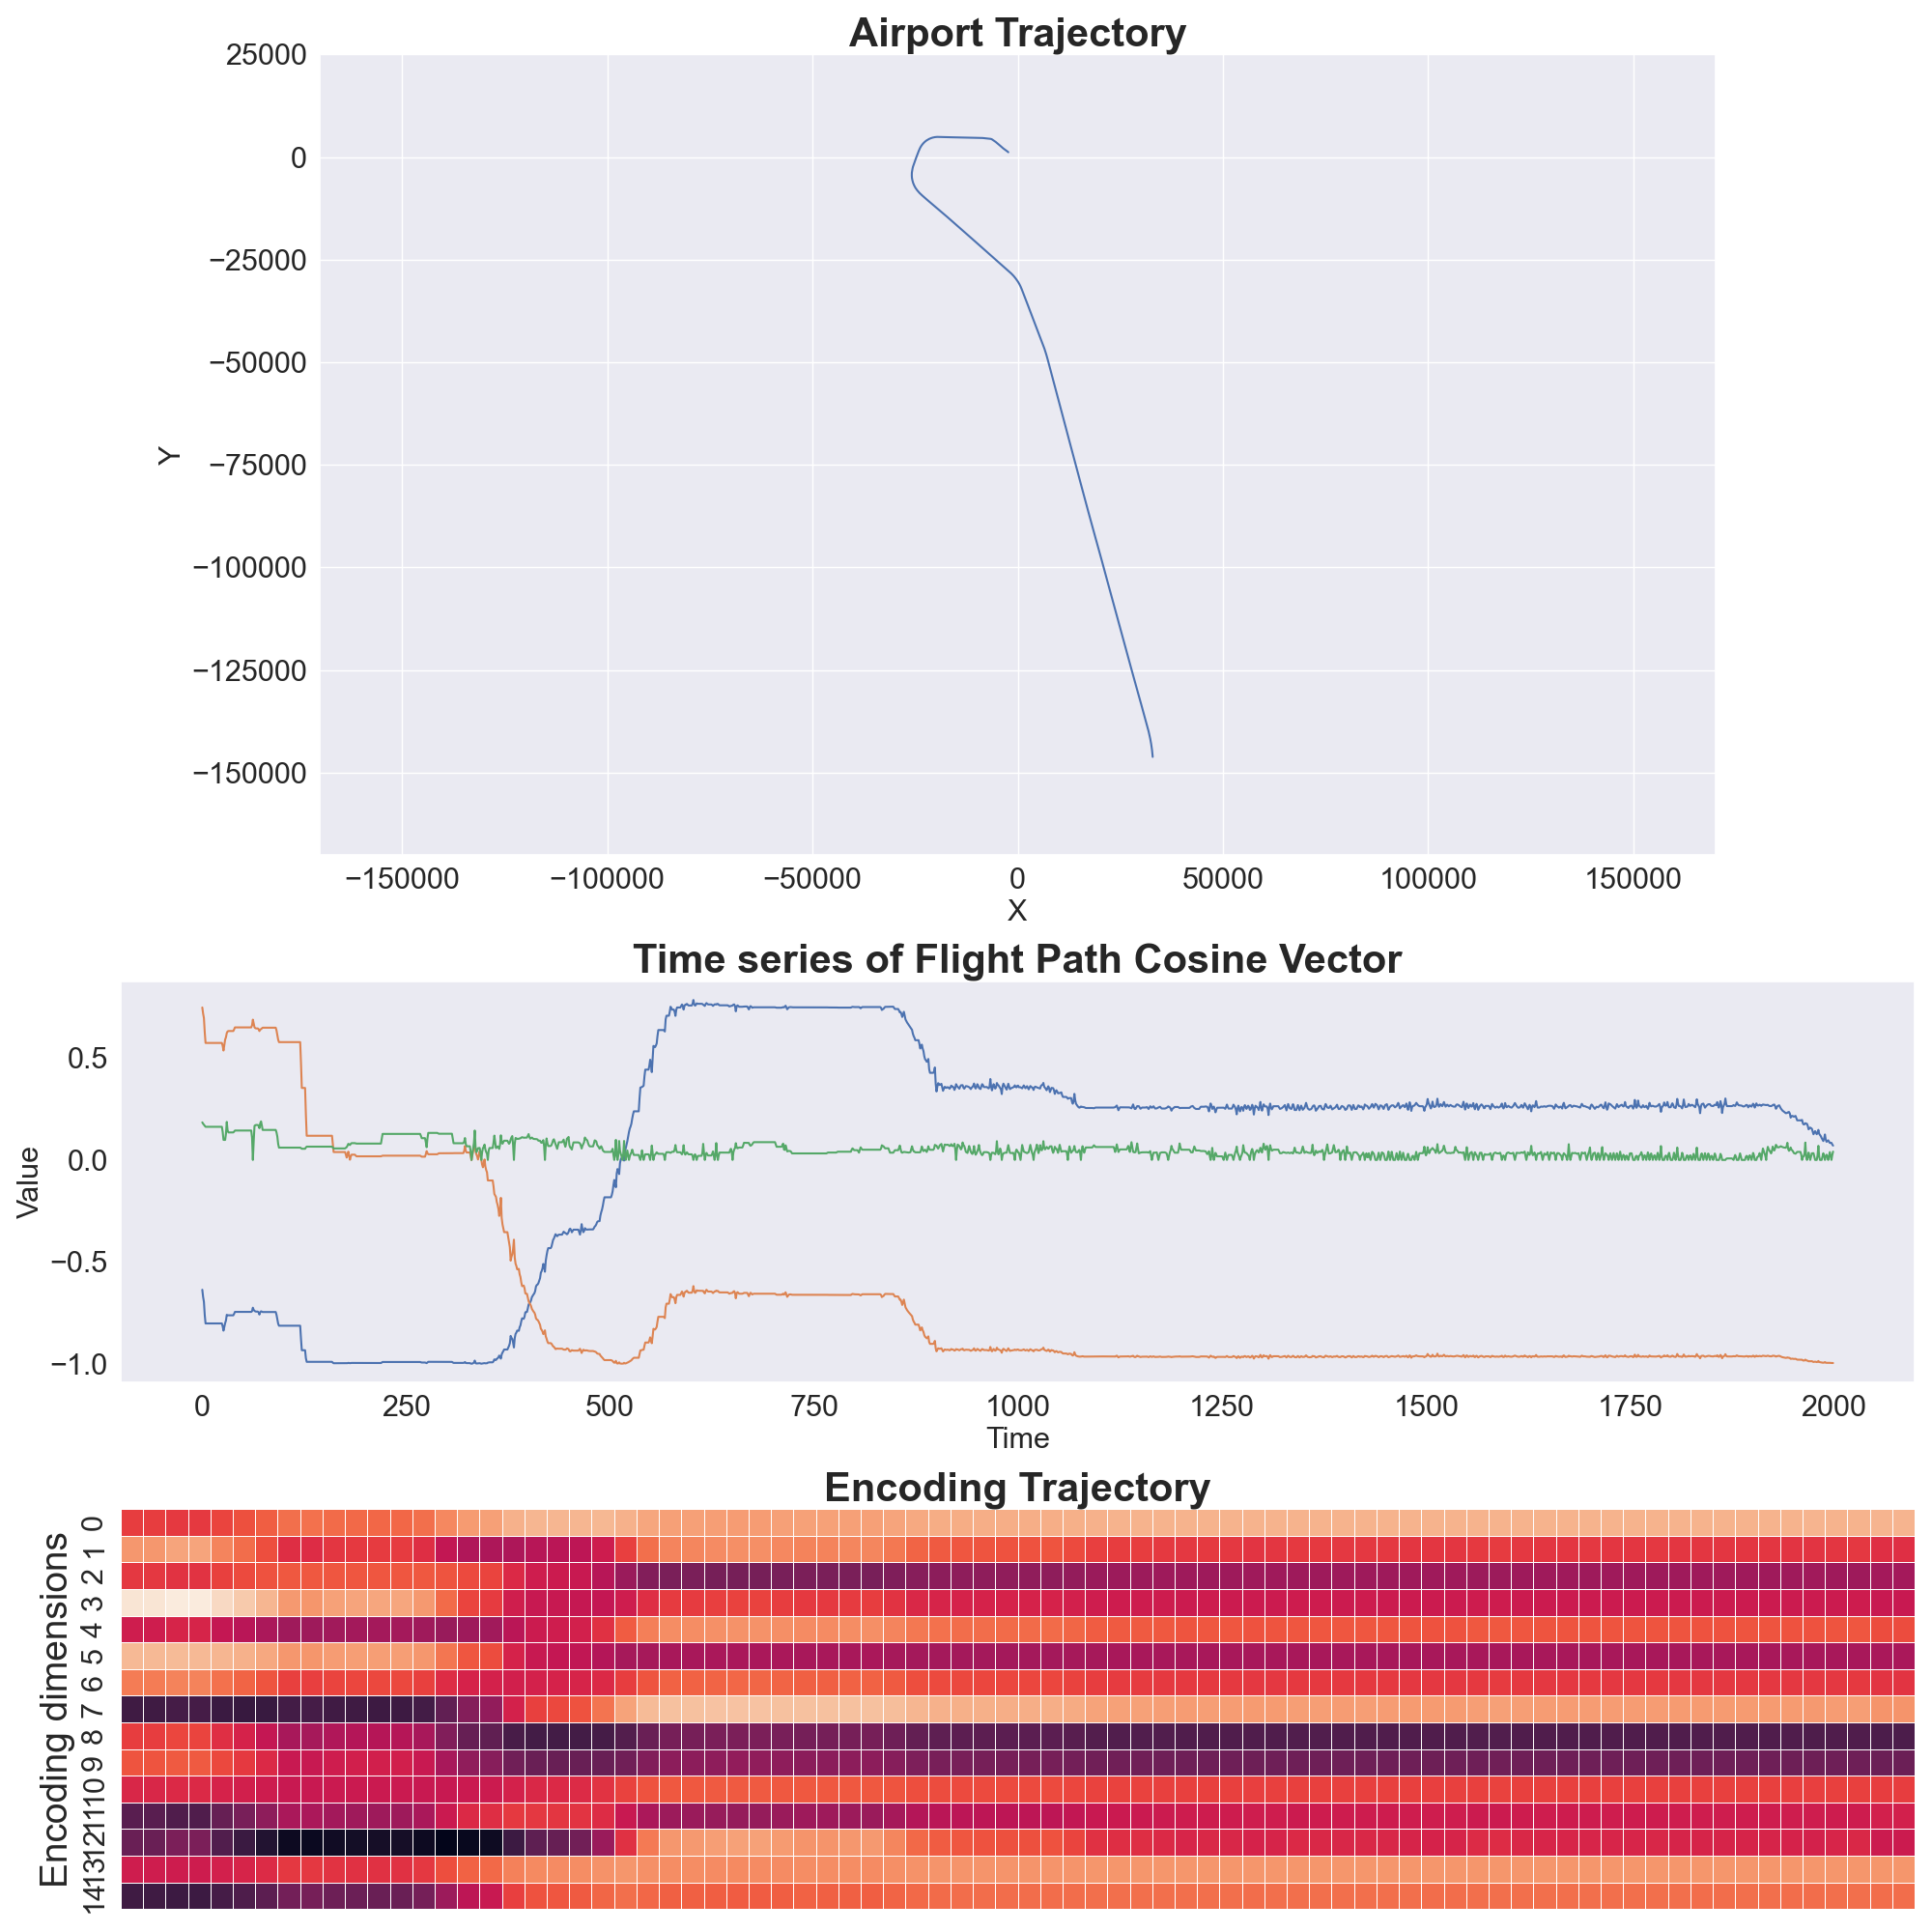 Airport Trajectory
25000
0
−25000
−50000
−75000
−100000
−125000
−150000
Y
−150000 −100000 −50000 0 50000 100000 150000
X
Time series of Flight Path Cosine Vector
0.5
0.0
−0.5
−1.0
Value
0 250 500 750 1000 1250 1500 1750 2000
Time
Encoding Trajectory
Encoding dimensions
0
1
2
3
4
5
6
7
8
9
10
11
12
13
14